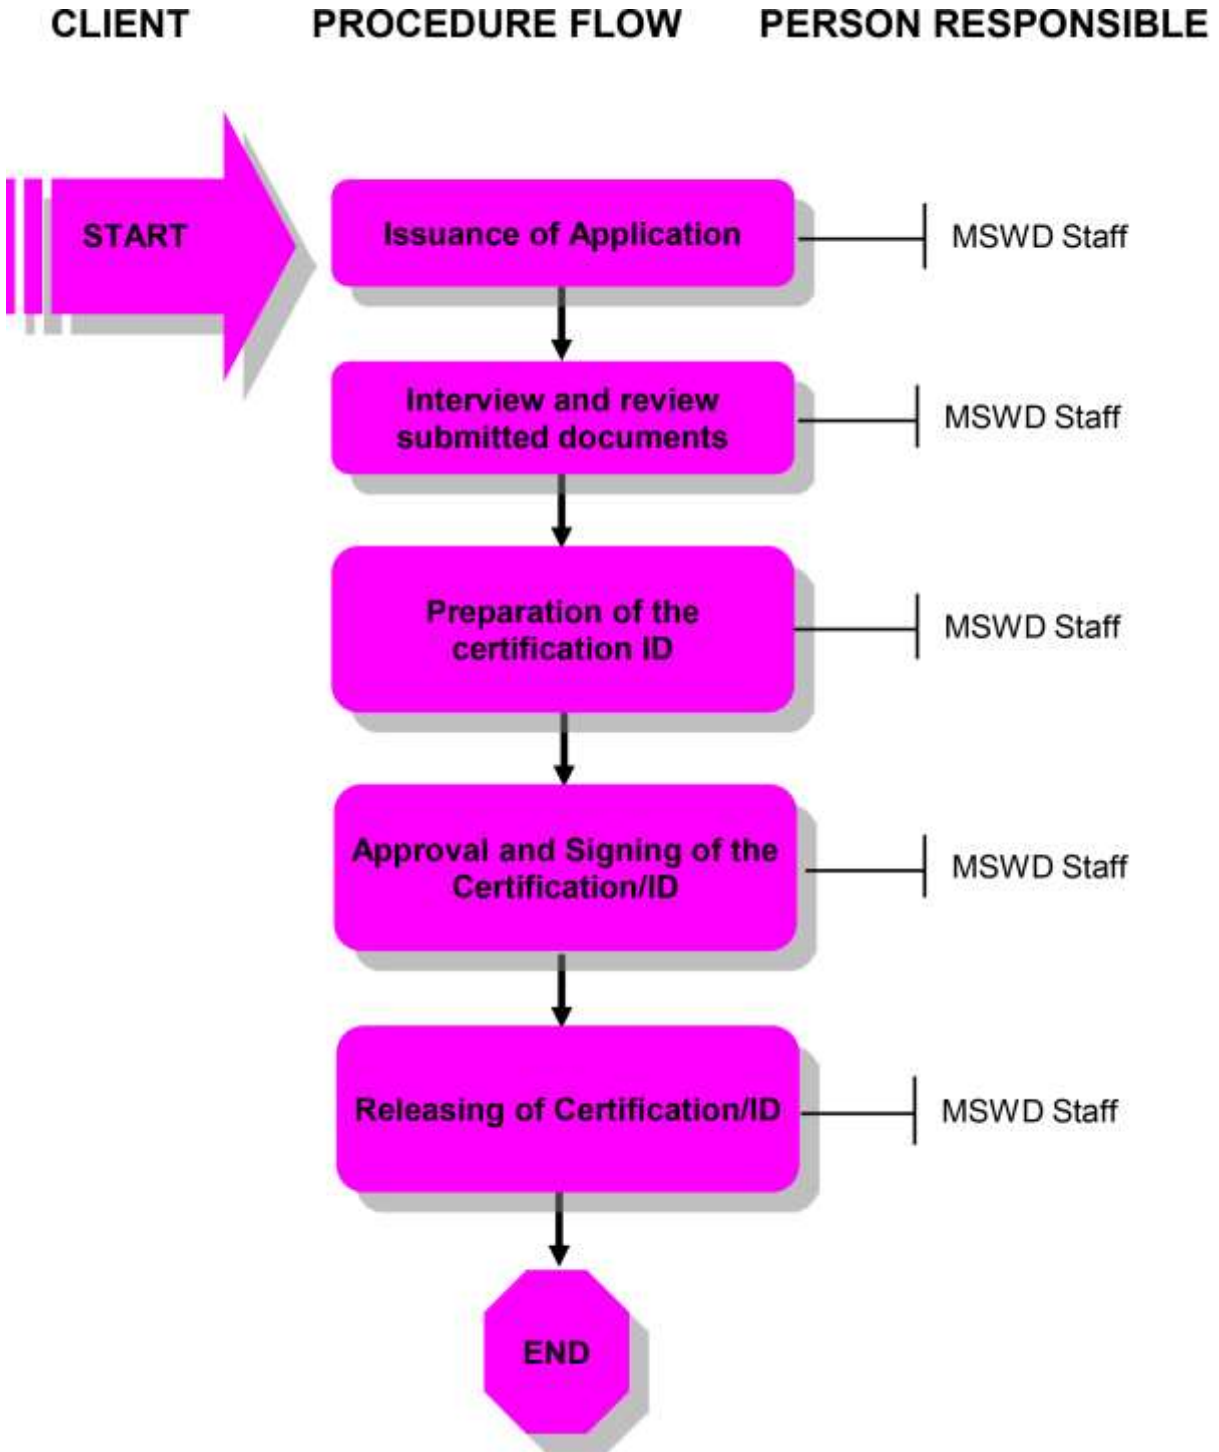 CLIENT PROCEDURE FLOW PERSON RESPONSIBLE
START
Issuance of Application
MSWD Staff
Interview and review
submitted documents
MSWD Staff
Preparation of the
certification ID
MSWD Staff
Approval and Signing of the
Certification/ID
MSWD Staff
Releasing of Certification/ID
MSWD Staff
END